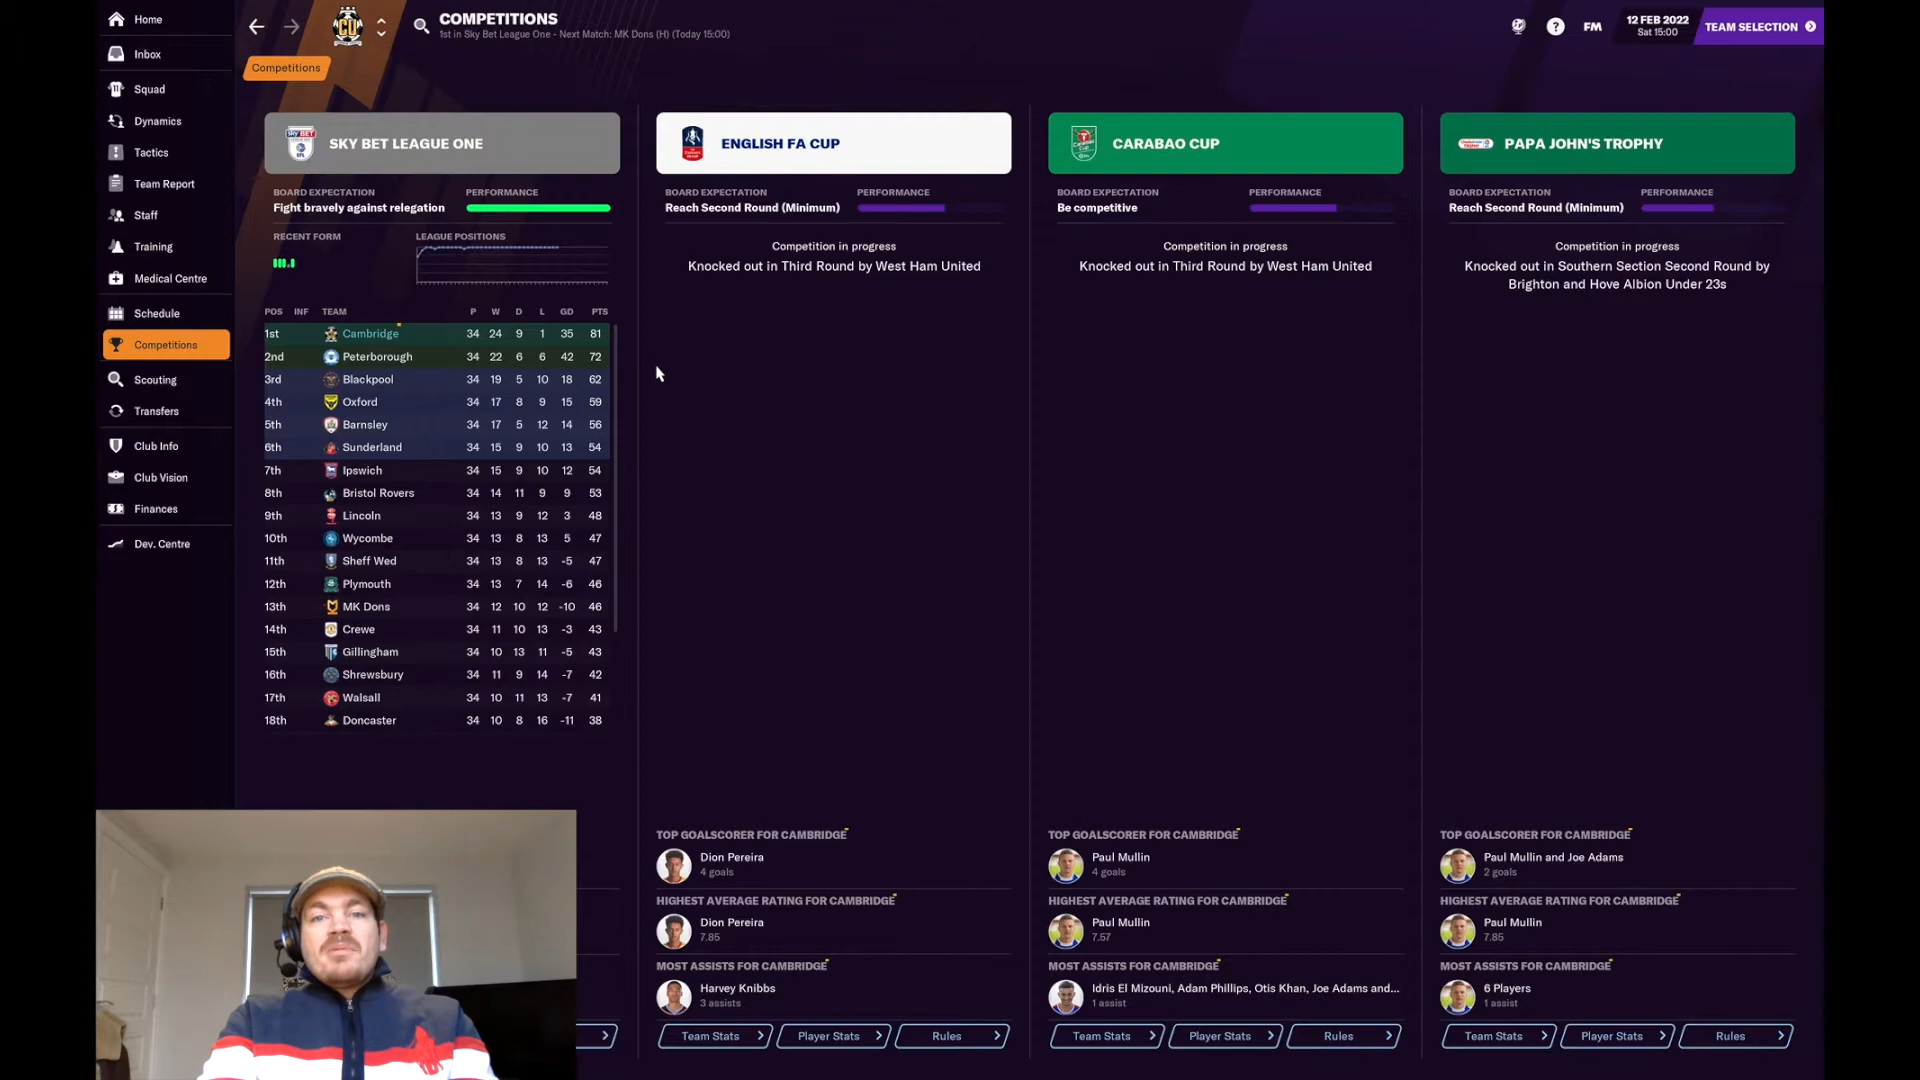 Home
Inbox
Squad
Dynamics
Tactics
Team Report
Staff
Training
Medical Centre
Schedule
Competitions
Scouting
Transfers
Club Info
Club Vision
Finances
Dev. Centre
COMPETITIONS
1st in Sky Bet League One - Next Match: MK Dons (H) (Today 15:00)
FM
12 FEB 2022
Sat 15:00
TEAM SELECTION
Competitions
SKY BET LEAGUE ONE
BOARD EXPECTATION PERFORMANCE
Fight bravely against relegation
RECENT FORM LEAGUE POSITIONS
POS INF TEAM P W D L GD PTS
1st Cambridge 34 24 9 1 35 81
2nd Peterborough 34 22 6 6 42 72
3rd Blackpool 34 19 5 10 18 62
4th Oxford 34 17 8 9 15 59
5th Barnsley 34 17 5 12 14 56
6th Sunderland 34 15 9 10 13 54
7th Ipswich 34 15 9 10 12 54
8th Bristol Rovers 34 14 11 9 9 53
9th Lincoln 34 13 9 12 3 48
10th Wycombe 34 13 8 13 5 47
11th Sheff Wed 34 13 8 13 -5 47
12th Plymouth 34 13 7 14 -6 46
13th MK Dons 34 12 10 12 -10 46
14th Crewe 34 11 10 13 -3 43
15th Gillingham 34 10 13 11 -5 43
16th Shrewsbury 34 11 9 14 -7 42
17th Walsall 34 10 11 13 -7 41
18th Doncaster 34 10 8 16 -11 38
ENGLISH FA CUP
BOARD EXPECTATION PERFORMANCE
Reach Second Round (Minimum)
Competition in progress
Knocked out in Third Round by West Ham United
TOP GOALSCORER FOR CAMBRIDGE
Dion Pereira
4 goals
HIGHEST AVERAGE RATING FOR CAMBRIDGE
Dion Pereira
7.85
MOST ASSISTS FOR CAMBRIDGE
Harvey Knibbs
3 assists
Team Stats Player Stats Rules
CARABAO CUP
BOARD EXPECTATION PERFORMANCE
Be competitive
Competition in progress
Knocked out in Third Round by West Ham United
TOP GOALSCORER FOR CAMBRIDGE
Paul Mullin
4 goals
HIGHEST AVERAGE RATING FOR CAMBRIDGE
Paul Mullin
7.57
MOST ASSISTS FOR CAMBRIDGE
Idris El Mizouni, Adam Phillips, Otis Khan, Joe Adams and...
1 assist
Team Stats Player Stats Rules
PAPA JOHN'S TROPHY
BOARD EXPECTATION PERFORMANCE
Reach Second Round (Minimum)
Competition in progress
Knocked out in Southern Section Second Round by
Brighton and Hove Albion Under 23s
TOP GOALSCORER FOR CAMBRIDGE
Paul Mullin and Joe Adams
2 goals
HIGHEST AVERAGE RATING FOR CAMBRIDGE
Paul Mullin
7.85
MOST ASSISTS FOR CAMBRIDGE
6 Players
1 assist
Team Stats Player Stats Rules